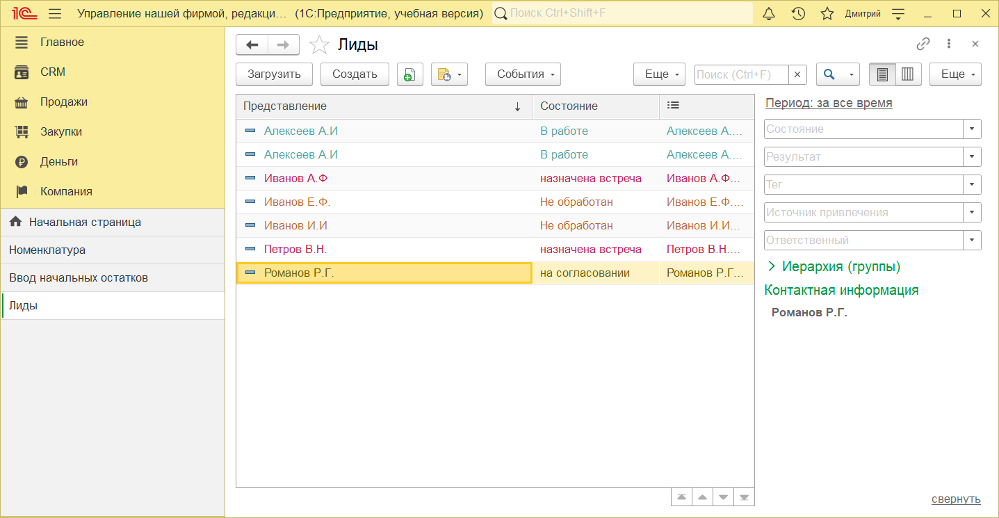 1С Управление нашей фирмой, редакци... (1С:Предприятие, учебная версия) Поиск Ctrl+Shift+F Дмитрий
Главное
CRM
Продажи
Закупки
Деньги
Компания
Начальная страница
Номенклатура
Ввод начальных остатков
Лиды
Лиды
Загрузить Создать События Еще Поиск (Ctrl+F) Еще
Представление Состояние
Алексеев А.И В работе Алексеев А....
Алексеев А.И В работе Алексеев А....
Иванов А.Ф назначена встреча Иванов А.Ф...
Иванов Е.Ф. Не обработан Иванов Е.Ф....
Иванов И.И Не обработан Иванов И.И...
Петров В.Н. назначена встреча Петров В.Н....
Романов Р.Г. на согласовании Романов Р.Г...
Период: за все время
Состояние
Результат
Тег
Источник привлечения
Ответственный
Иерархия (группы)
Контактная информация
Романов Р.Г.
свернуть